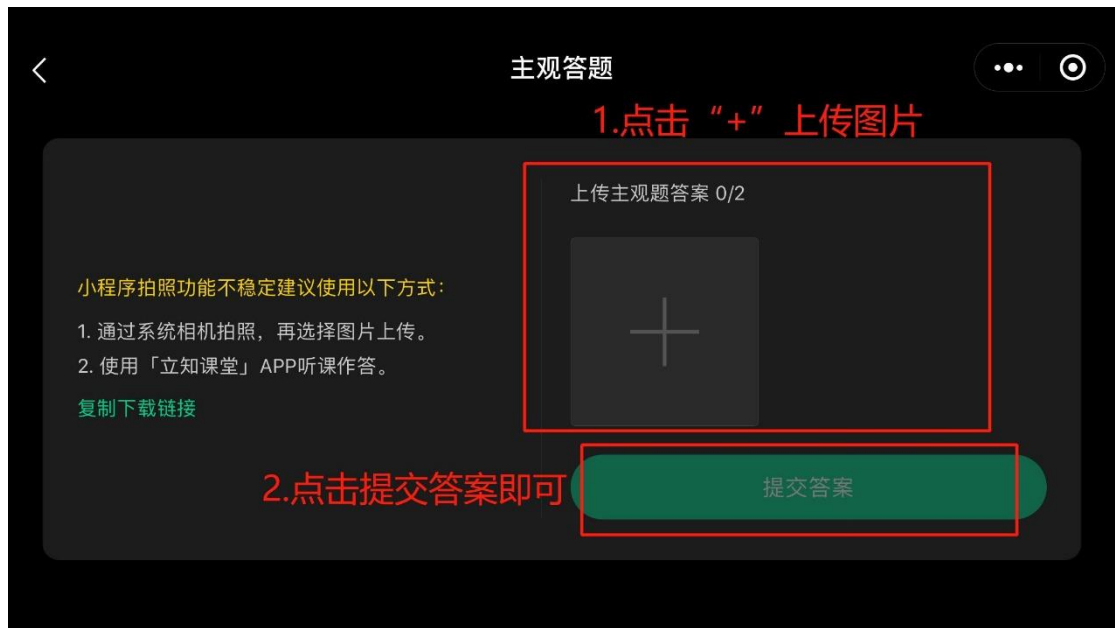 主观答题
1.点击“+”上传图片
上传主观题答案 0/2
小程序拍照功能不稳定建议使用以下方式：
1. 通过系统相机拍照，再选择图片上传。
2. 使用「立知课堂」APP听课作答。
复制下载链接
2.点击提交答案即可
提交答案